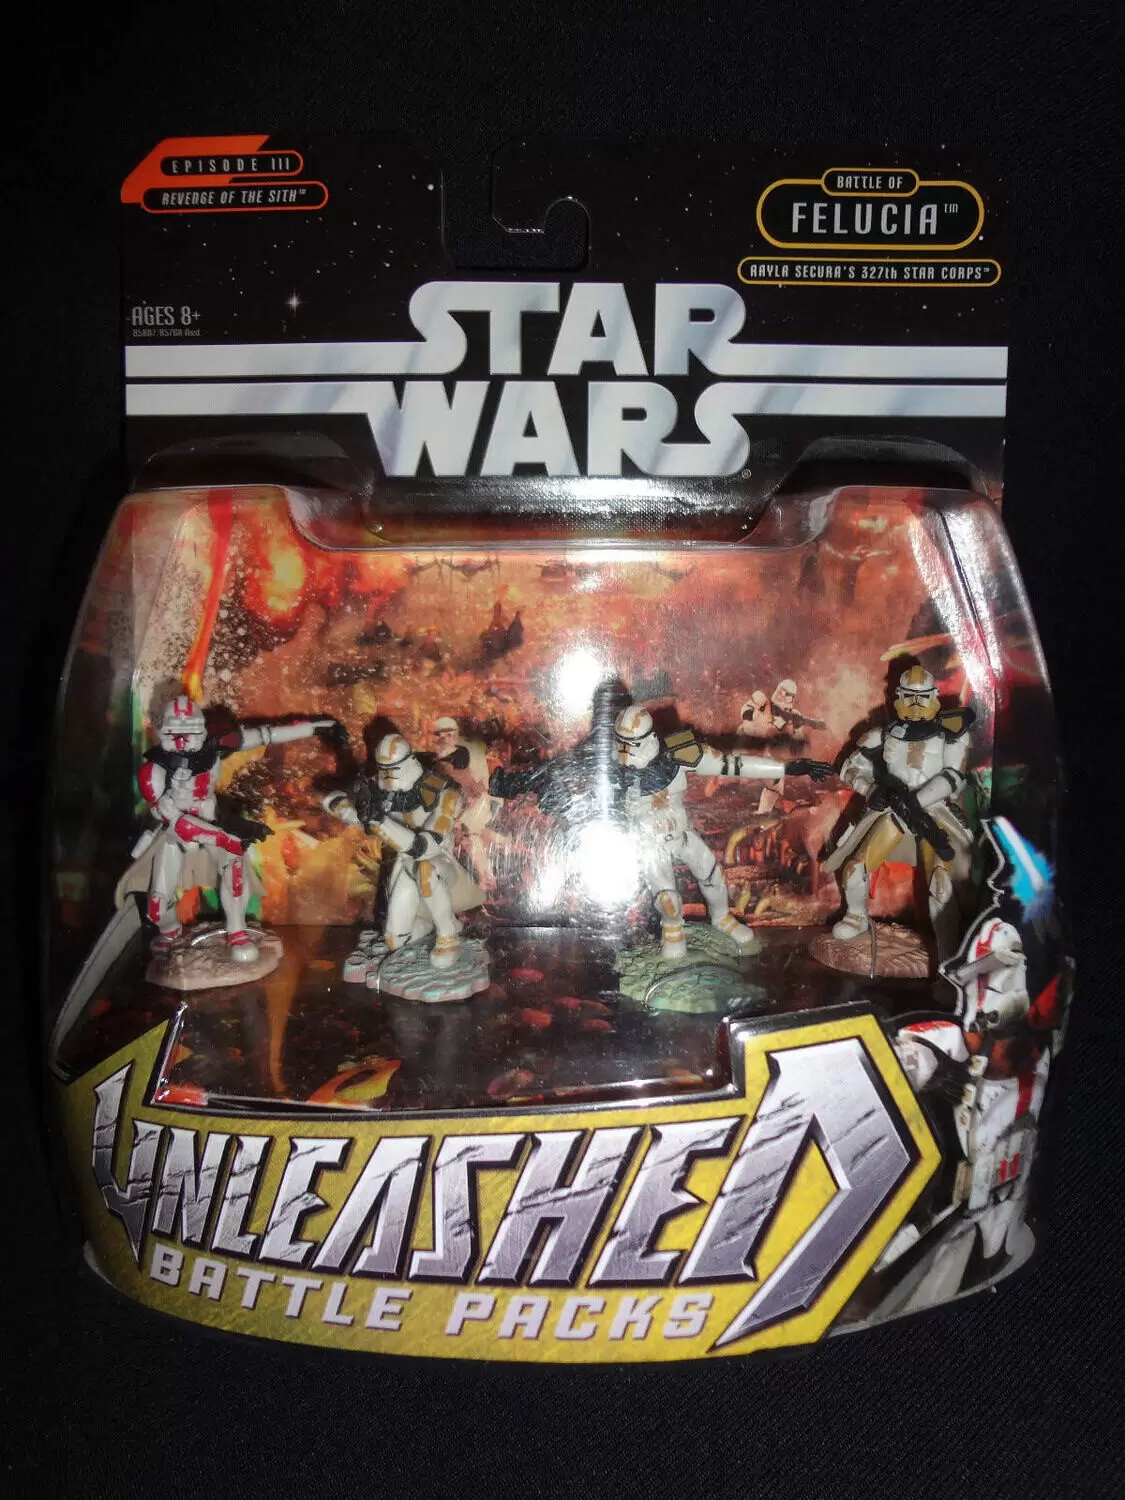 EPISODE III
REVENGE OF THE SITH™
BATTLE OF
FELUCIA™
AAYLA SECURA'S 327th STAR CORPS™
AGES 8+
STAR
WARS®
UNLEASHED
BATTLE PACKS